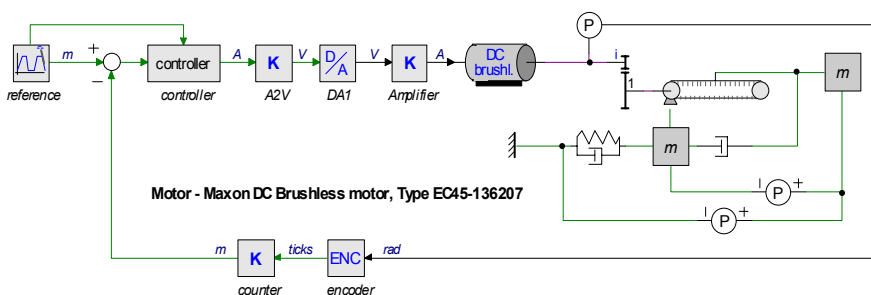 P
m
A
V
V
A
+
−
controller
K
D/A
K
DC
brushl.
i
1
m
reference
controller
A2V
DA1
Amplifier
m
Motor - Maxon DC Brushless motor, Type EC45-136207
− P +
− P +
m
ticks
rad
K
ENC
counter
encoder